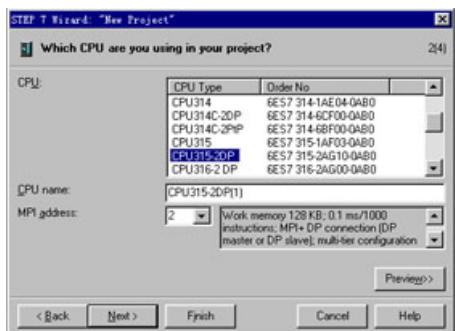 STEP 7 Wizard: "New Project"
Which CPU are you using in your project? 2(4)
CPU:
CPU Type Order No
CPU314 6ES7 314-1AE04-0AB0
CPU314C-2DP 6ES7 314-6CF00-0AB0
CPU314C-2PtP 6ES7 314-6BF00-0AB0
CPU315 6ES7 315-1AF03-0AB0
CPU315-2DP 6ES7 315-2AG10-0AB0
CPU316-2 DP 6ES7 316-2AG00-0AB0
CPU name: CPU315-2DP(1)
MPI address: 2
Work memory 128 KB; 0.1 ms/1000
instructions; MPI+ DP connection (DP
master or DP slave); multi-tier configuration
Preview>>
< Back Next > Finish Cancel Help